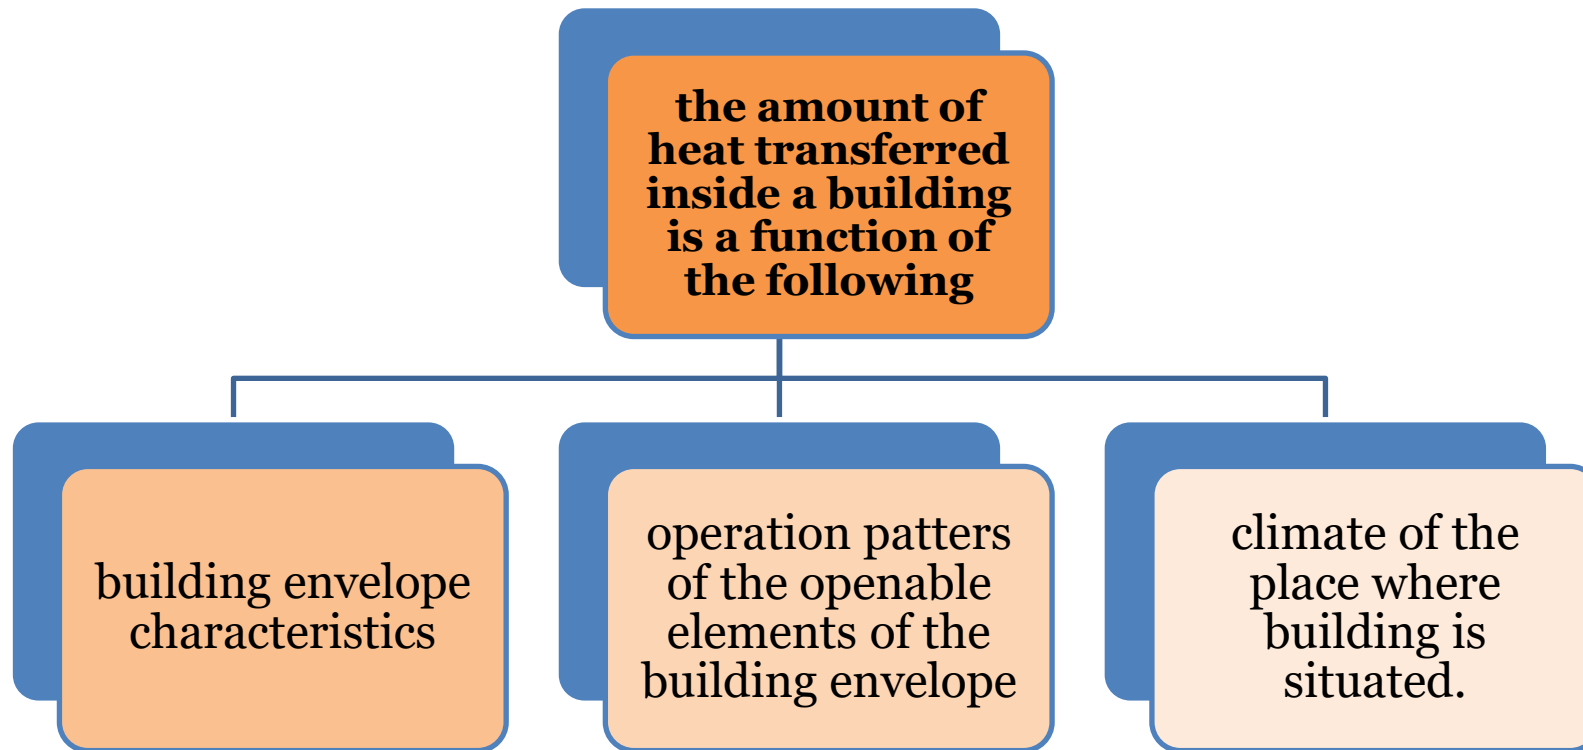 the amount of
heat transferred
inside a building
is a function of
the following
building envelope
characteristics
operation patters
of the openable
elements of the
building envelope
climate of the
place where
building is
situated.